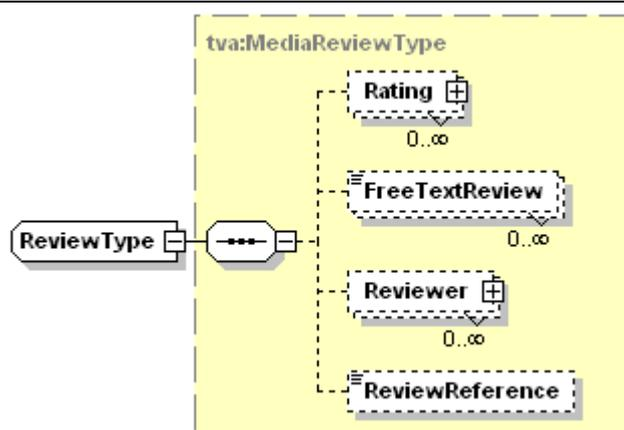 tva:MediaReviewType
Rating
0..∞
FreeTextReview
0..∞
ReviewType
Reviewer
0..∞
ReviewReference